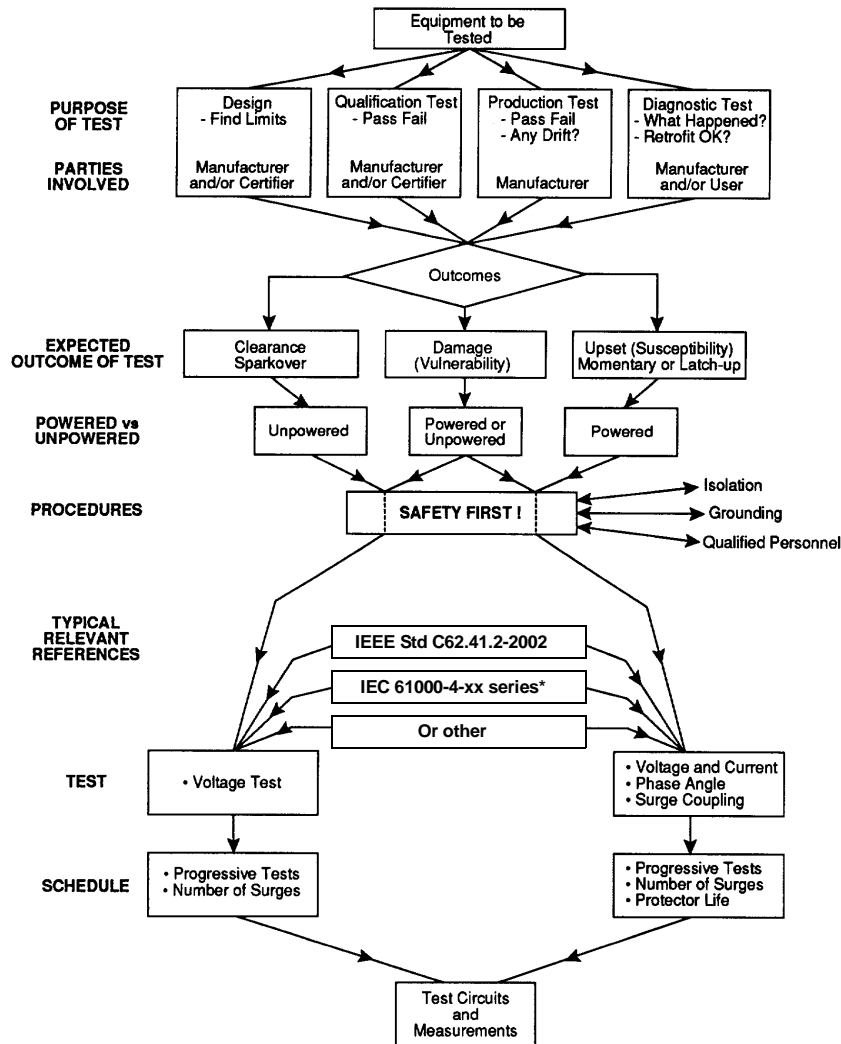 Equipment to be
Tested
PURPOSE
OF TEST
Design
- Find Limits
Qualification Test
- Pass Fail
Production Test
- Pass Fail
- Any Drift?
Diagnostic Test
- What Happened?
- Retrofit OK?
PARTIES
INVOLVED
Manufacturer
and/or Certifier
Manufacturer
and/or Certifier
Manufacturer
Manufacturer
and/or User
Outcomes
EXPECTED
OUTCOME OF TEST
Clearance
Sparkover
Damage
(Vulnerability)
Upset (Susceptibility)
Momentary or Latch-up
POWERED vs
UNPOWERED
Unpowered
Powered or
Unpowered
Powered
PROCEDURES
SAFETY FIRST !
Isolation
Grounding
Qualified Personnel
TYPICAL
RELEVANT
REFERENCES
IEEE Std C62.41.2-2002
IEC 61000-4-xx series*
Or other
TEST
• Voltage Test
• Voltage and Current
• Phase Angle
• Surge Coupling
SCHEDULE
• Progressive Tests
• Number of Surges
• Progressive Tests
• Number of Surges
• Protector Life
Test Circuits
and
Measurements